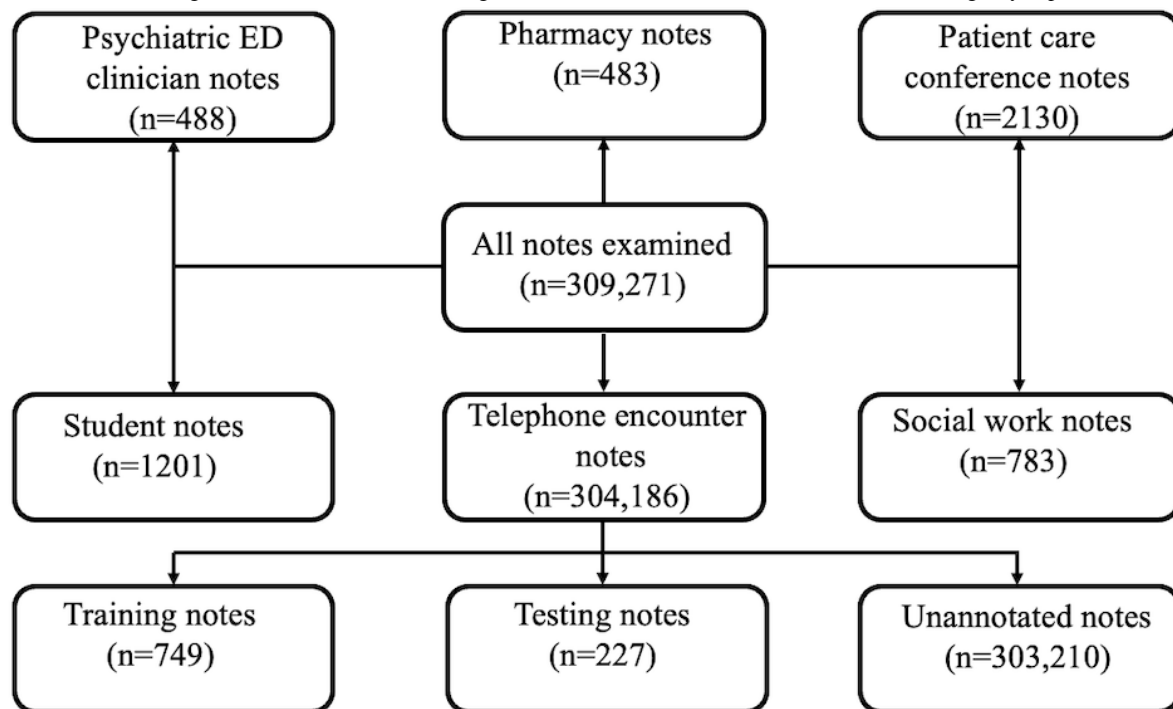 Psychiatric ED
clinician notes
(n=488)
Pharmacy notes
(n=483)
Patient care
conference notes
(n=2130)
All notes examined
(n=309,271)
Student notes
(n=1201)
Telephone encounter
notes
(n=304,186)
Social work notes
(n=783)
Training notes
(n=749)
Testing notes
(n=227)
Unannotated notes
(n=303,210)